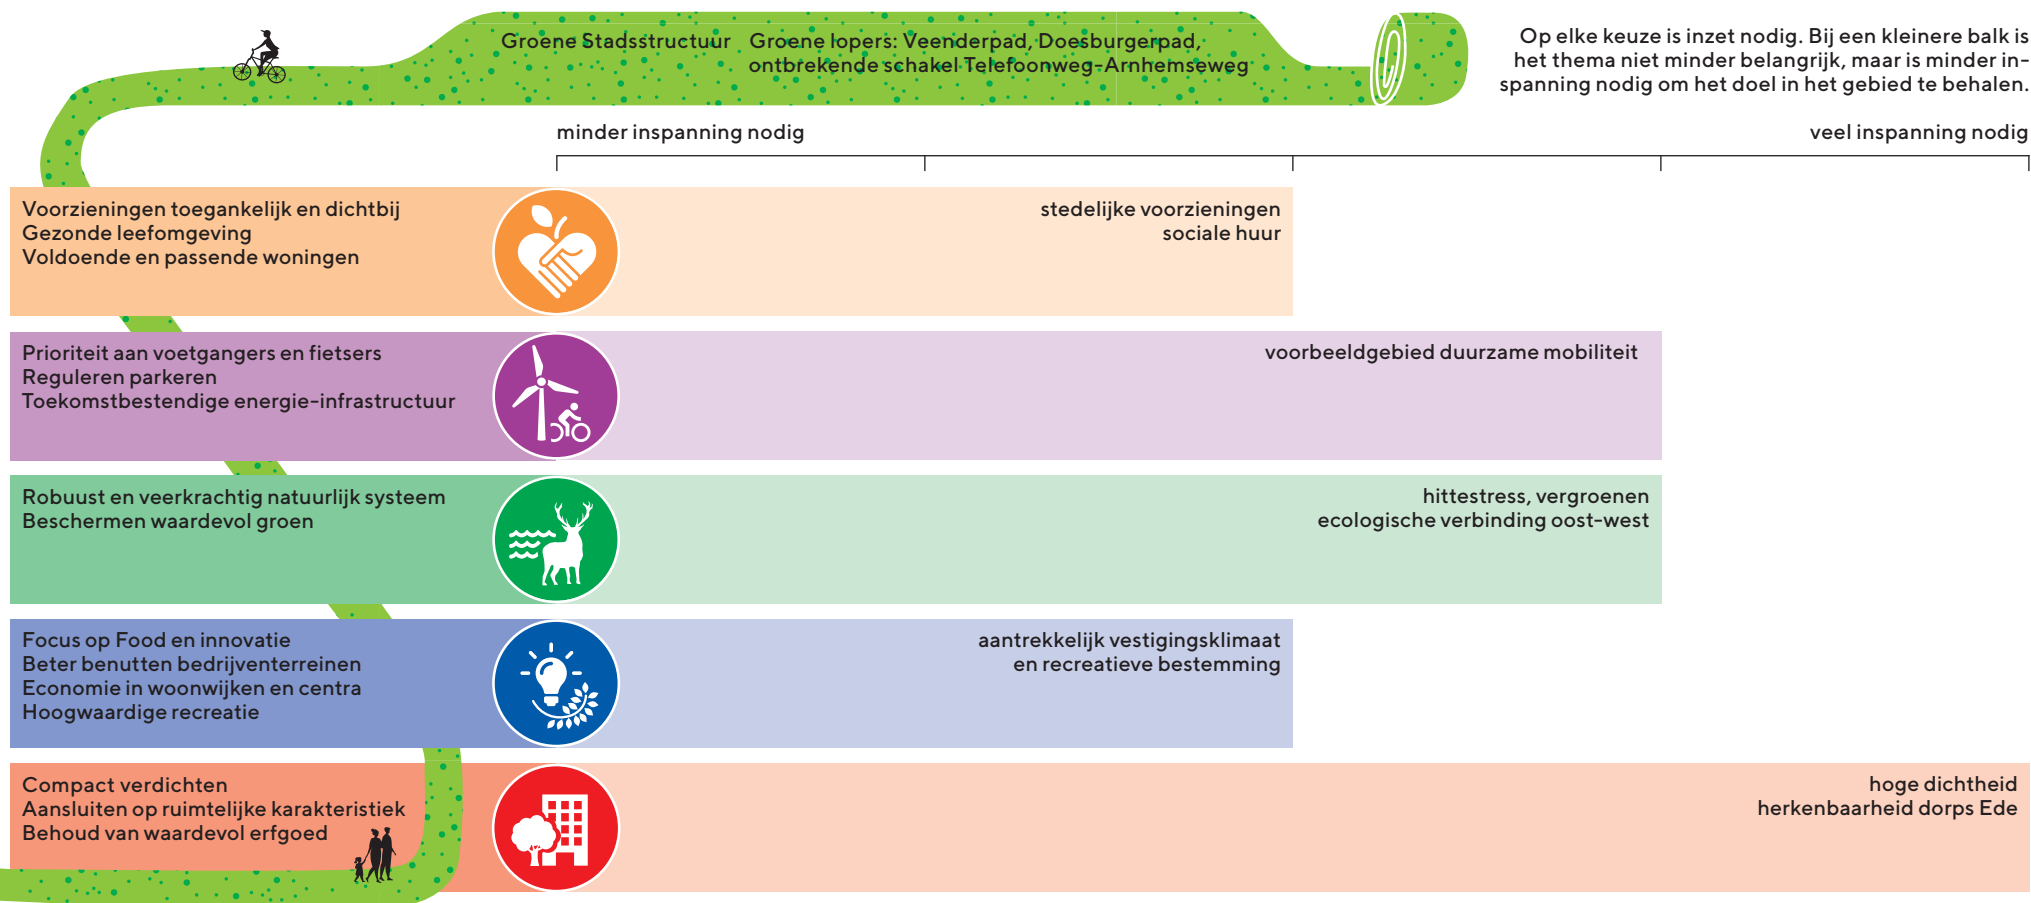 Groene Stadsstructuur
Groene lopers: Veenderpad, Doesburgerpad,
ontbrekende schakel Telefoonweg-Arnhemseweg
Op elke keuze is inzet nodig. Bij een kleinere balk is
het thema niet minder belangrijk, maar is minder in-
spanning nodig om het doel in het gebied te behalen.
minder inspanning nodig
veel inspanning nodig
Voorzieningen toegankelijk en dichtbij
Gezonde leefomgeving
Voldoende en passende woningen
stedelijke voorzieningen
sociale huur
Prioriteit aan voetgangers en fietsers
Reguleren parkeren
Toekomstbestendige energie-infrastructuur
voorbeeldgebied duurzame mobiliteit
Robuust en veerkrachtig natuurlijk systeem
Beschermen waardevol groen
hittestress, vergroenen
ecologische verbinding oost-west
Focus op Food en innovatie
Beter benutten bedrijventerreinen
Economie in woonwijken en centra
Hoogwaardige recreatie
aantrekkelijk vestigingsklimaat
en recreatieve bestemming
Compact verdichten
Aansluiten op ruimtelijke karakteristiek
Behoud van waardevol erfgoed
hoge dichtheid
herkenbaarheid dorps Ede